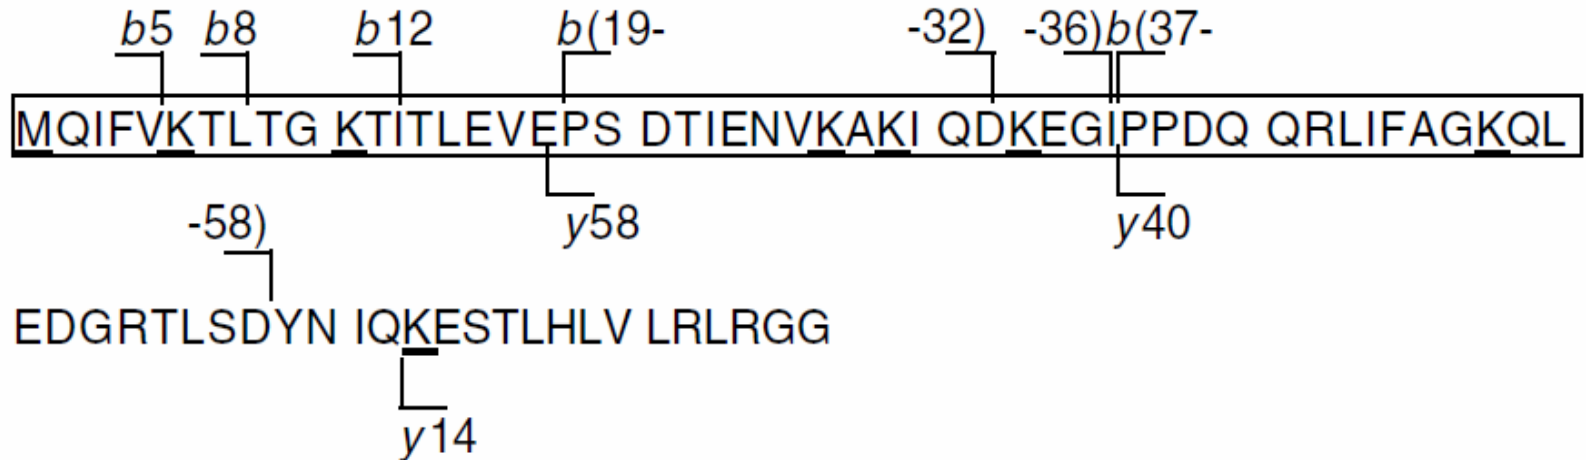 b5 b8 b12 b(19- -32) -36)b(37-
MQIFVKTLTG KTITLEVEPS DTIENVKAKI QDKEGIPPDQ QRLIFAGKQL
y58 y40
-58)
EDGRTLSDYN IQKESTLHLV LRLRGG
y14